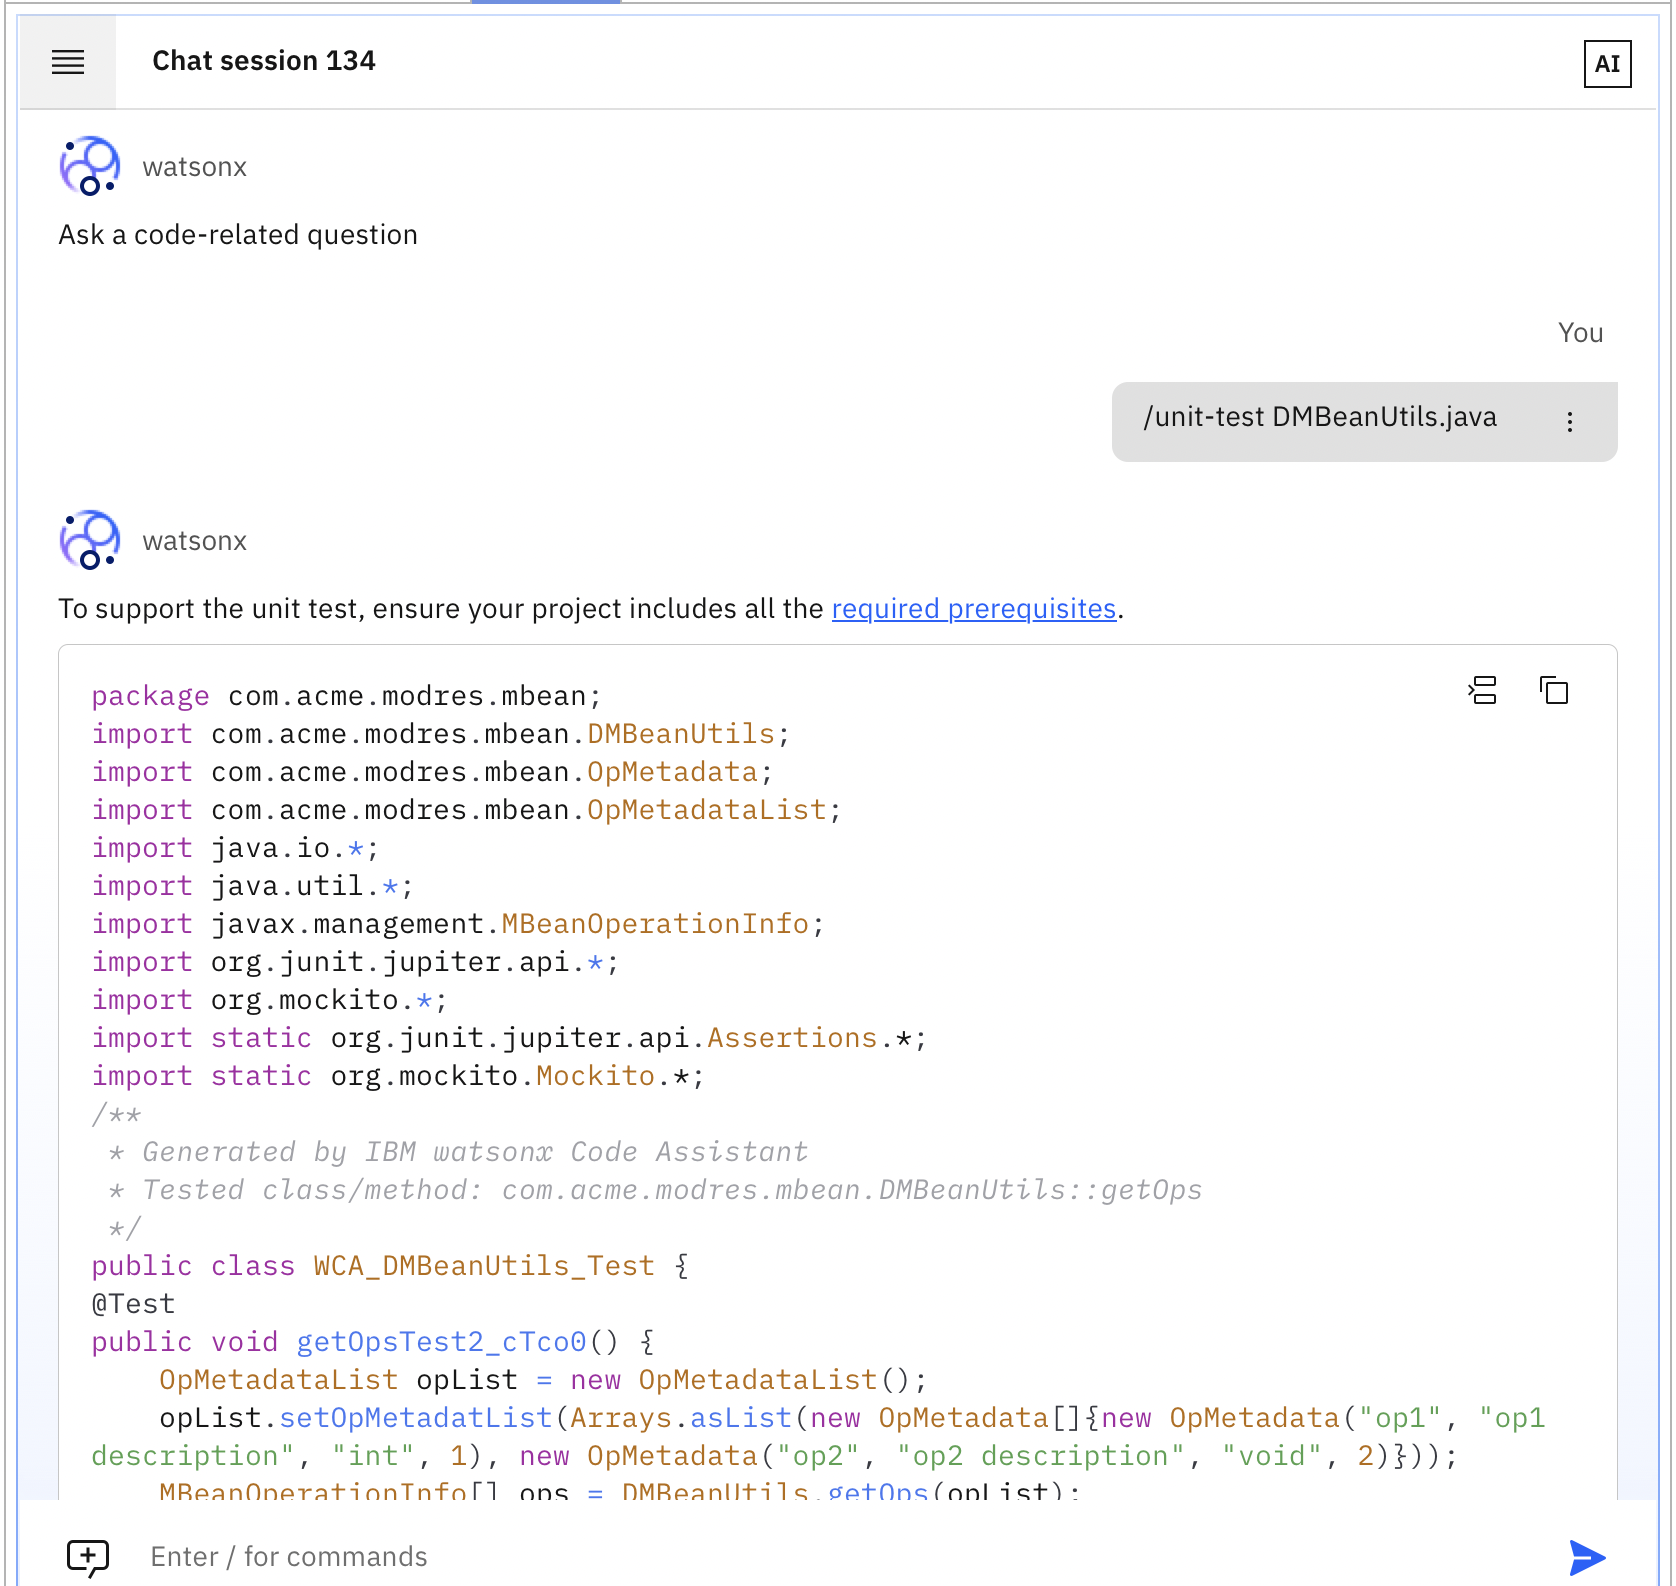 Chat session 134
AI
watsonx
Ask a code-related question
You
/unit-test DMBeanUtils.java
watsonx
To support the unit test, ensure your project includes all the required prerequisites.
package com.acme.modres.mbean;
import com.acme.modres.mbean.DMBeanUtils;
import com.acme.modres.mbean.OpMetadata;
import com.acme.modres.mbean.OpMetadataList;
import java.io.*;
import java.util.*;
import javax.management.MBeanOperationInfo;
import org.junit.jupiter.api.*;
import org.mockito.*;
import static org.junit.jupiter.api.Assertions.*;
import static org.mockito.Mockito.*;
/**
 * Generated by IBM watsonx Code Assistant
 * Tested class/method: com.acme.modres.mbean.DMBeanUtils::getOps
 */
public class WCA_DMBeanUtils_Test {
@Test
public void getOpsTest2_cTco0() {
    OpMetadataList opList = new OpMetadataList();
    opList.setOpMetadatList(Arrays.asList(new OpMetadata[]{new OpMetadata("op1", "op1
description", "int", 1), new OpMetadata("op2", "op2 description", "void", 2)}));
    MBeanOperationInfo[] ops = DMBeanUtils.getOps(opList);
Enter / for commands